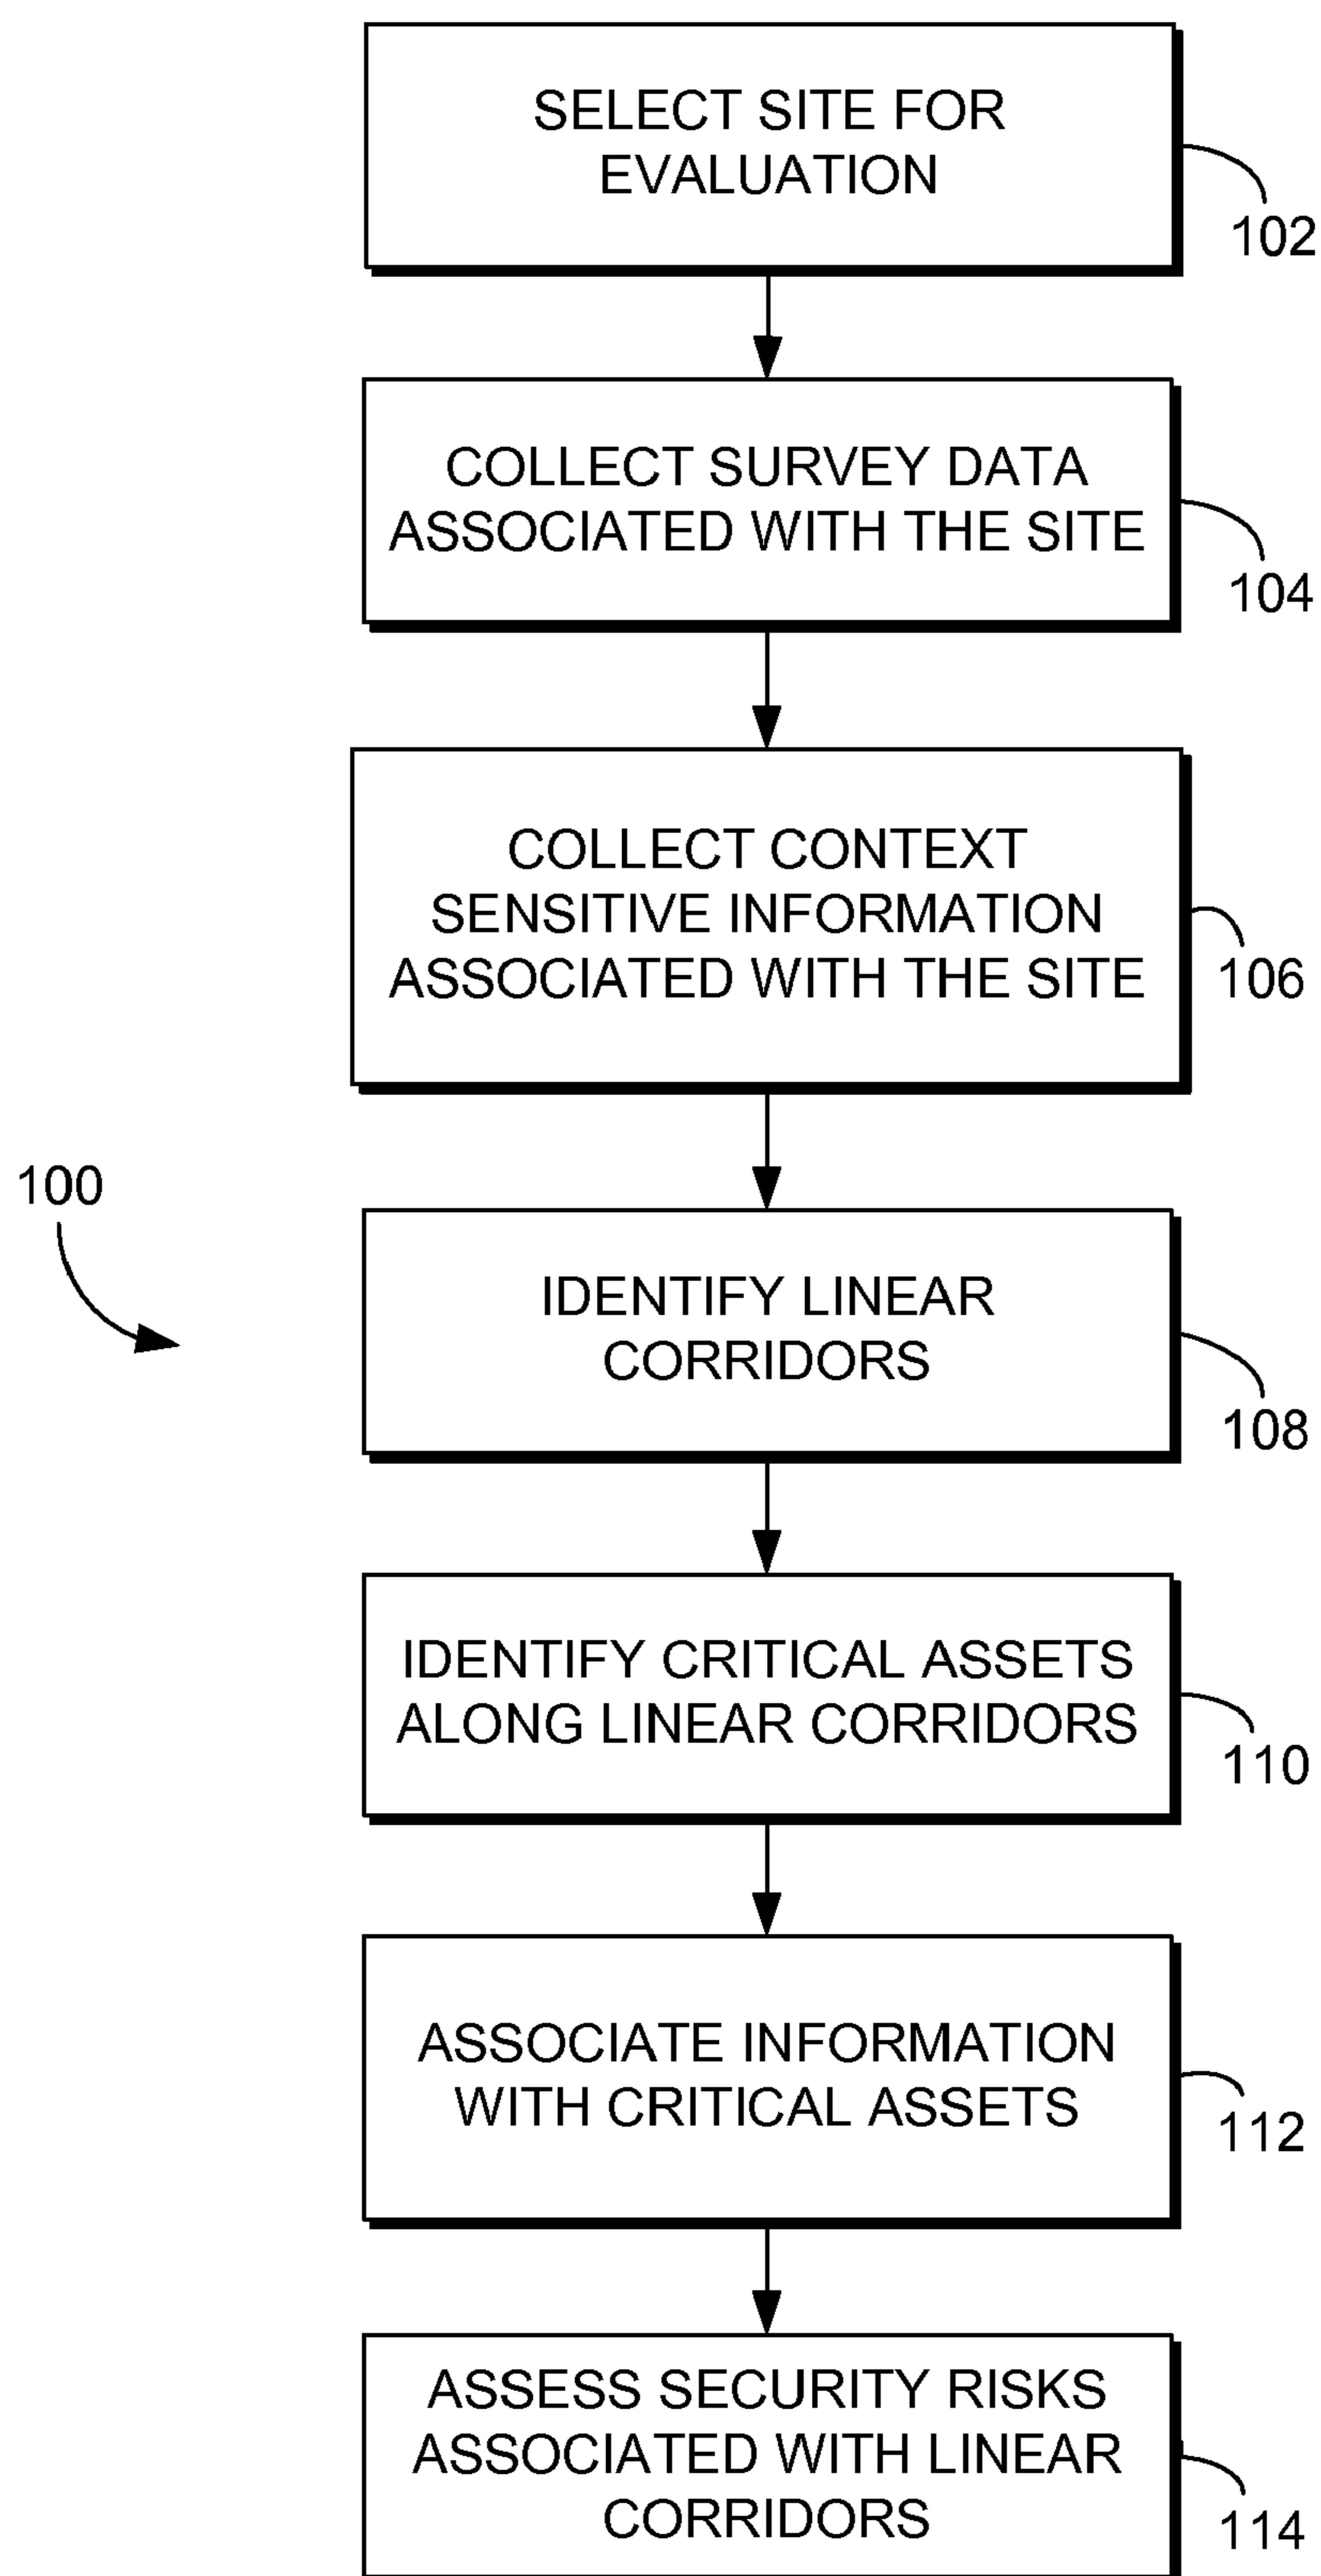 SELECT SITE FOR
EVALUATION
102
COLLECT SURVEY DATA
ASSOCIATED WITH THE SITE
104
COLLECT CONTEXT
SENSITIVE INFORMATION
ASSOCIATED WITH THE SITE
106
100
IDENTIFY LINEAR
CORRIDORS
108
IDENTIFY CRITICAL ASSETS
ALONG LINEAR CORRIDORS
110
ASSOCIATE INFORMATION
WITH CRITICAL ASSETS
112
ASSESS SECURITY RISKS
ASSOCIATED WITH LINEAR
CORRIDORS
114